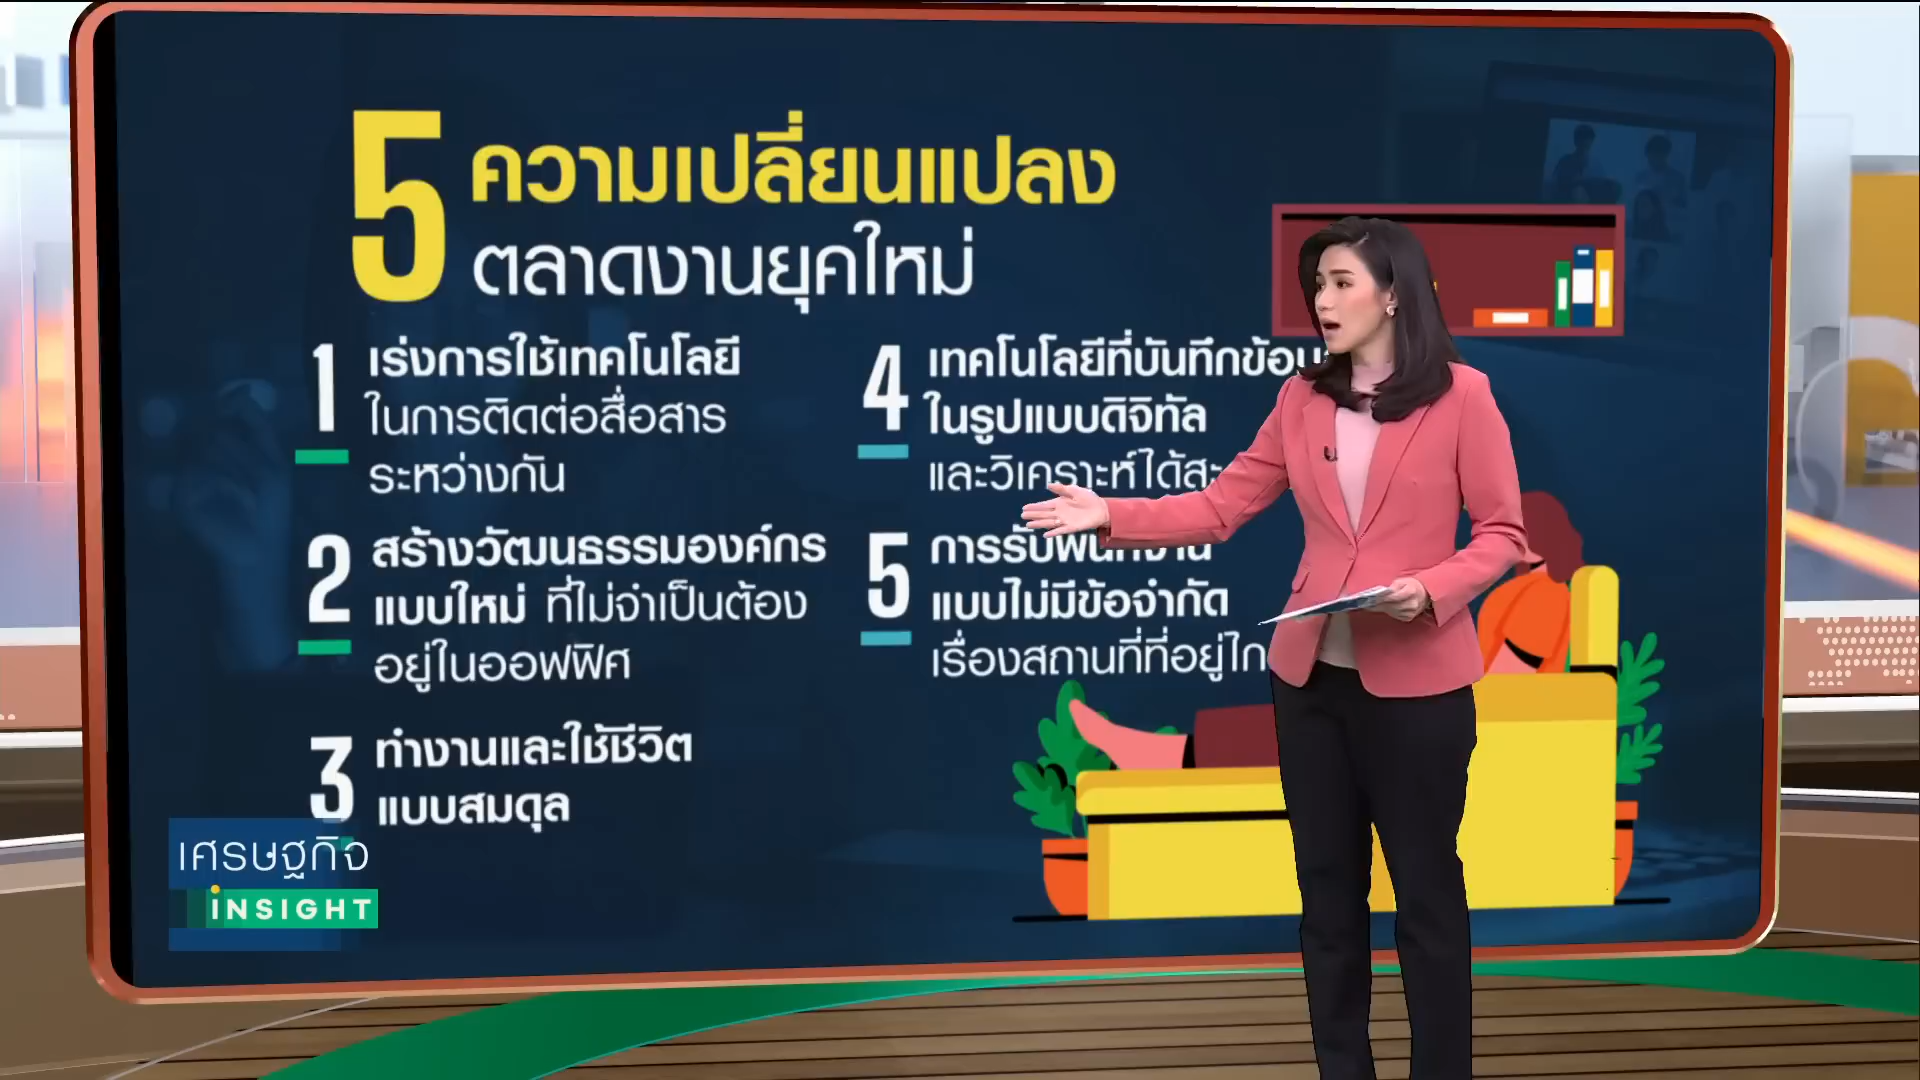 5 ความเปลี่ยนแปลง
ตลาดงานยุคใหม่
1 เร่งการใช้เทคโนโลยี
ในการติดต่อสื่อสาร
ระหว่างกัน
2 สร้างวัฒนธรรมองค์กร
แบบใหม่ ที่ไม่จำเป็นต้อง
อยู่ในออฟฟิศ
3 ทำงานและใช้ชีวิต
แบบสมดุล
4 เทคโนโลยีที่บันทึก
ในรูปแบบดิจิทัล
และวิเคราะห์ได้
5 การรับพนักงาน
แบบไม่มีข้อจำกัด
เรื่องสถานที่ที่อยู่
เศรษฐกิจ
INSIGHT